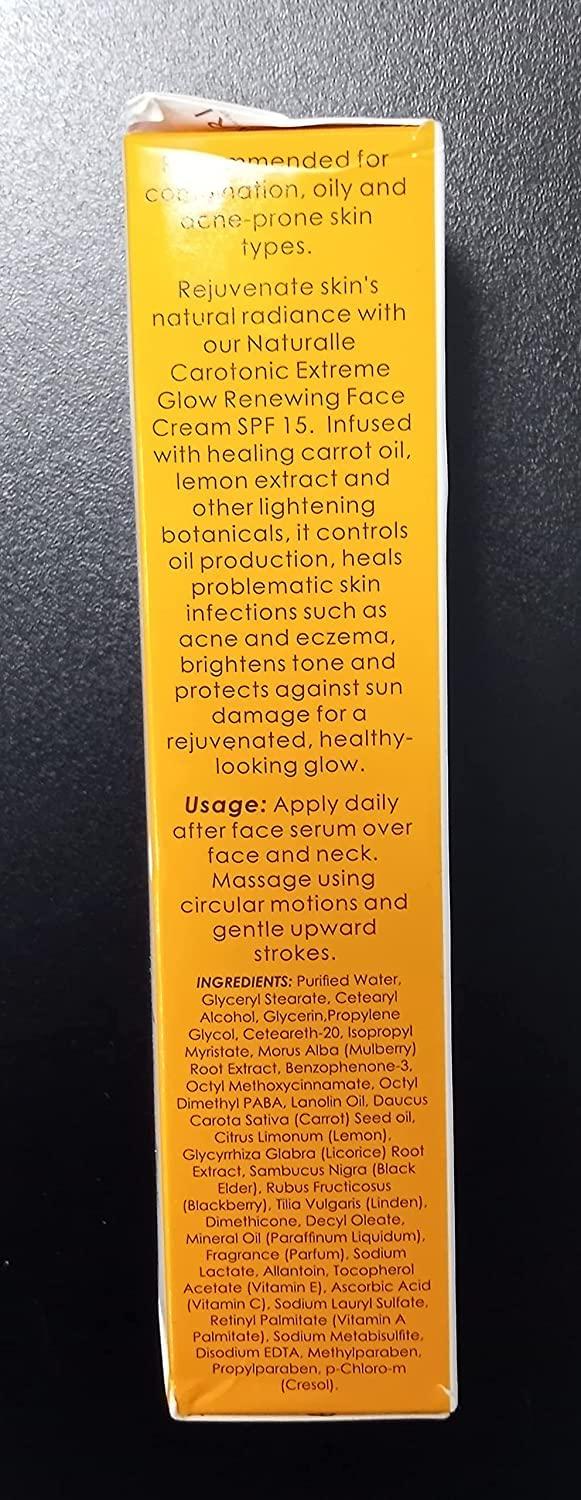 for
oily and
acne-prone skin
types.
Rejuvenate skin's
natural radiance with
our Naturalle
Carotonic Extreme
Glow Renewing Face
Cream SPF 15. Infused
with healing carrot oil,
lemon extract and
other lightening
botanicals, it controls
oil production, heals
problematic skin
infections such as
acne and eczema,
brightens tone and
protects against sun
damage for a
rejuvenated, healthy-
looking glow.
Usage: Apply daily
after face serum over
face and neck.
Massage using
circular motions and
gentle upward
strokes.
INGREDIENTS: Purified Water,
Glyceryl Stearate, Cetearyl
Alcohol, Glycerin,Propylene
Glycol, Ceteareth-20, Isopropyl
Myristate, Morus Alba (Mulberry)
Root Extract, Benzophenone-3,
Octyl Methoxycinnamate, Octyl
Dimethyl PABA, Lanolin Oil, Daucus
Carota Sativa (Carrot) Seed oil,
Citrus Limonum (Lemon),
Glycyrrhiza Glabra (Licorice) Root
Extract, Sambucus Nigra (Black
Elder), Rubus Fructicosus
(Blackberry), Tilia Vulgaris (Linden),
Dimethicone, Decyl Oleate,
Mineral Oil (Paraffinum Liquidum),
Fragrance (Parfum), Sodium
Lactate, Allantoin, Tocopherol
Acetate (Vitamin E), Ascorbic Acid
(Vitamin C), Sodium Lauryl Sulfate,
Retinyl Palmitate (Vitamin A
Palmitate), Sodium Metabisulfite,
Disodium EDTA, Methylparaben,
Propylparaben, p-Chloro-m
(Cresol).